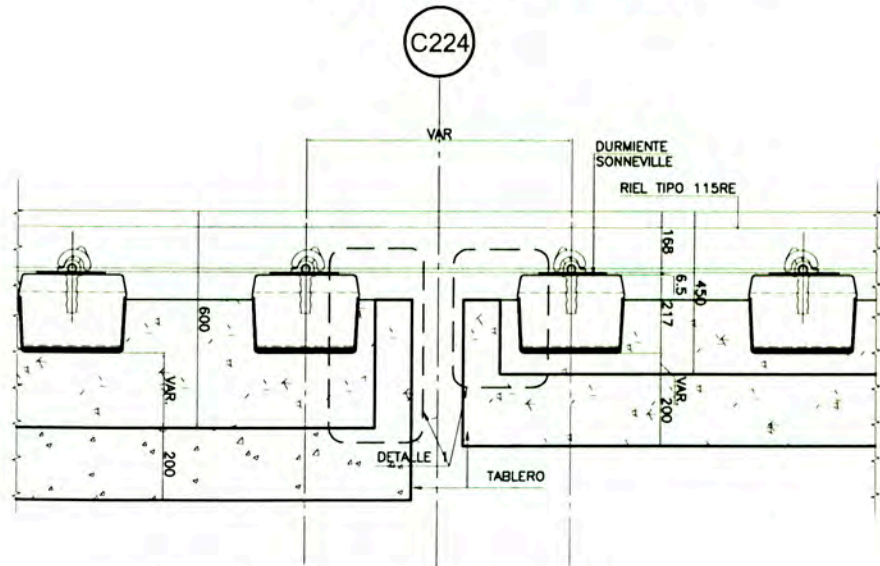 C224
VAR
DURMIENTE
SONNEVILLE
RIEL TIPO 115RE
168
6.5
450
217
600
VAR.
200
VAR.
200
DETALLE 1
TABLERO